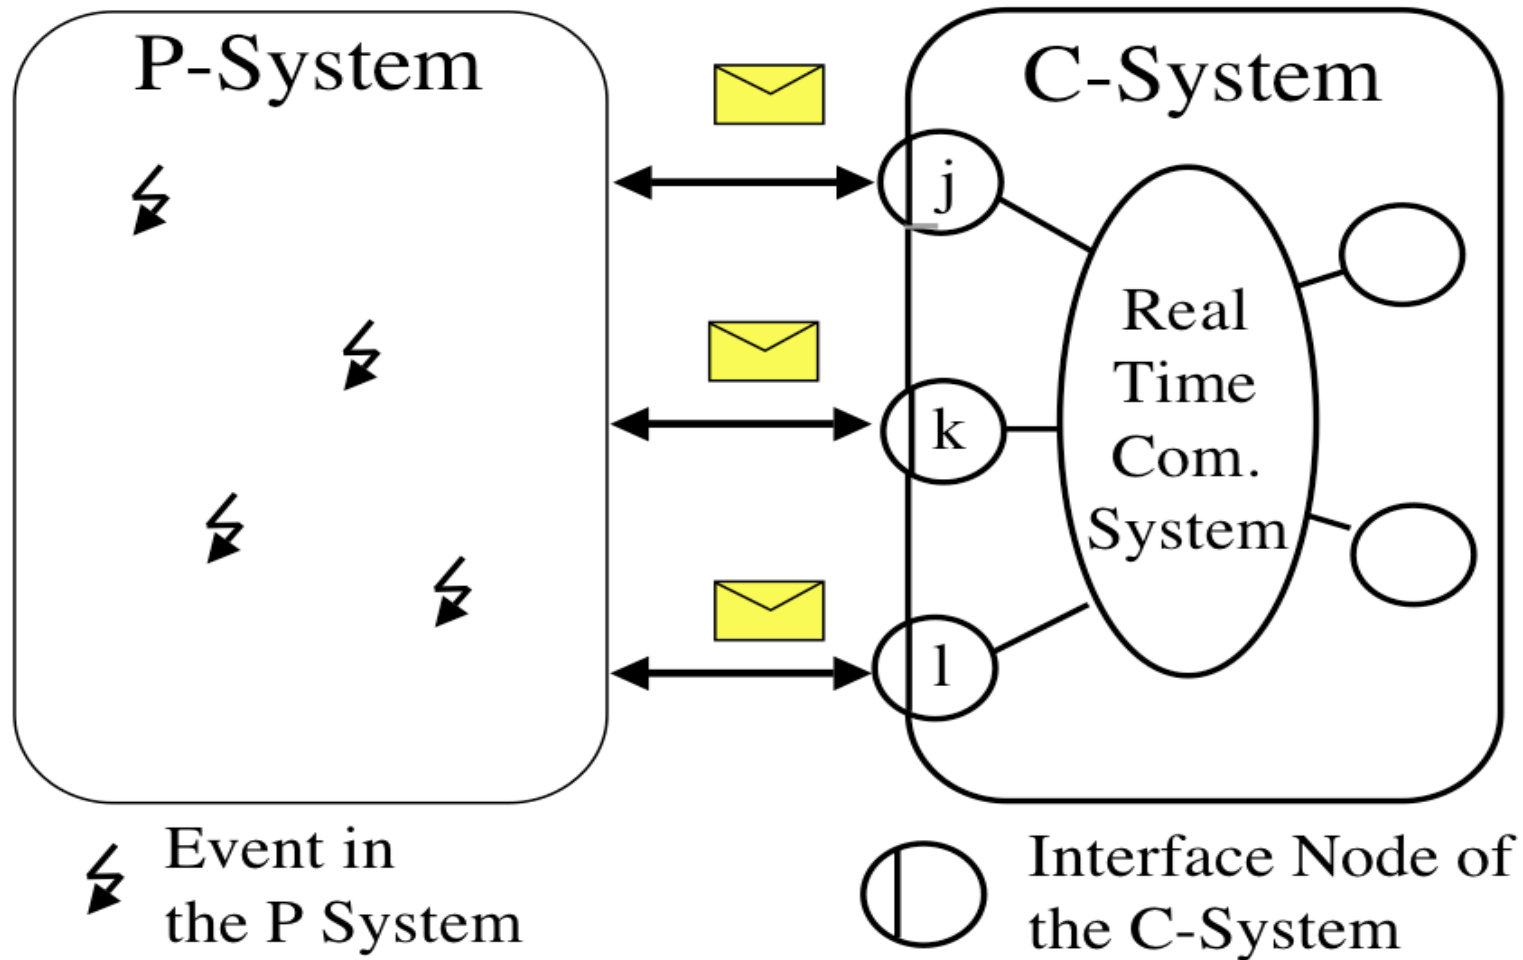 P-System
C-System
j
k
l
Real
Time
Com.
System
Event in
the P System
Interface Node of
the C-System